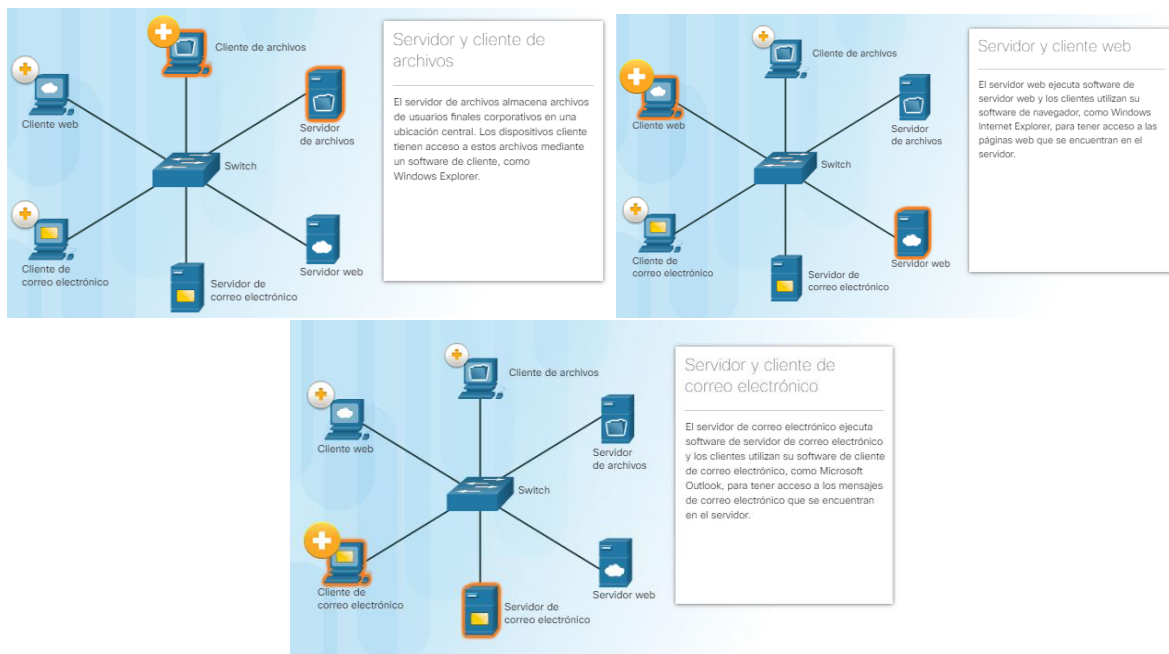 Cliente de archivos
Cliente web
Servidor
de archivos
Switch
Cliente de
correo electrónico
Servidor de
correo electrónico
Servidor web
Servidor y cliente de
archivos
El servidor de archivos almacena archivos
de usuarios finales corporativos en una
ubicación central. Los dispositivos cliente
tienen acceso a estos archivos mediante
un software de cliente, como
Windows Explorer.
Cliente de archivos
Cliente web
Servidor
de archivos
Switch
Cliente de
correo electrónico
Servidor de
correo electrónico
Servidor web
Servidor y cliente web
El servidor web ejecuta software de
servidor web y los clientes utilizan su
software de navegador, como Windows
Internet Explorer, para tener acceso a las
páginas web que se encuentran en el
servidor.
Cliente de archivos
Cliente web
Servidor
de archivos
Switch
Cliente de
correo electrónico
Servidor de
correo electrónico
Servidor web
Servidor y cliente de
correo electrónico
El servidor de correo electrónico ejecuta
software de servidor de correo electrónico
y los clientes utilizan su software de cliente
de correo electrónico, como Microsoft
Outlook, para tener acceso a los mensajes
de correo electrónico que se encuentran
en el servidor.